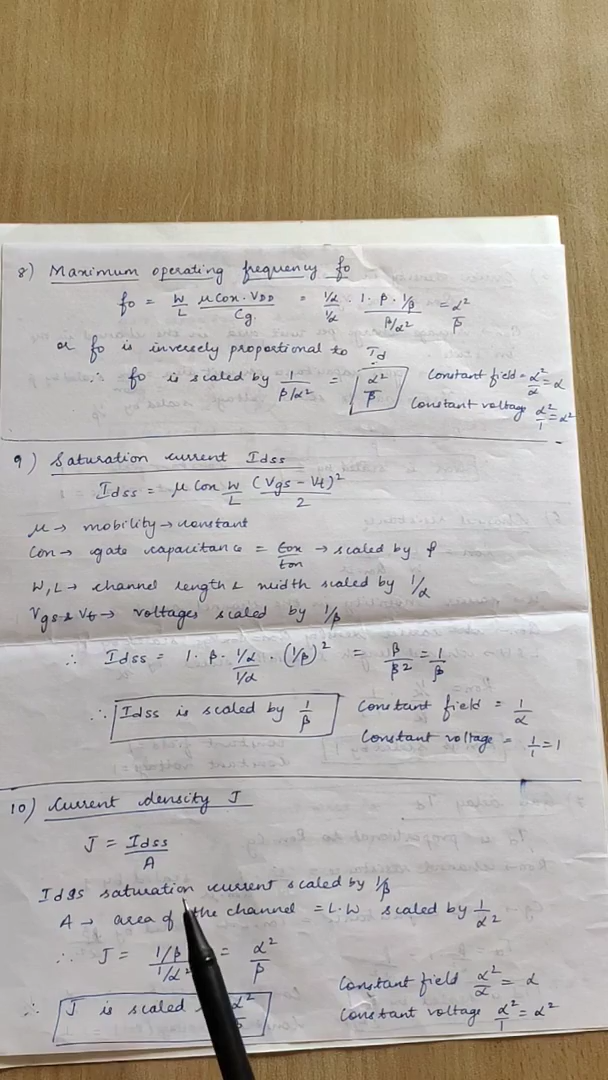 8) Maximum operating frequency fo
fo = W/L μCox.VDD/Cg = 1/α/1/α . 1.β.1/β/β/α² = α²/β
or fo is inversely proportional to Td
∴ fo is scaled by 1/β/α² = α²/β
Constant field = α²/α = α
Constant voltage α²/1 = α²
9) Saturation current Idss
Idss = μ Cox W/L (Vgs - Vt)²/2
μ → mobility → constant
Cox → gate capacitance = εox/tox → scaled by β
W, L → channel length & width scaled by 1/α
Vgs & Vt → voltages scaled by 1/β
∴ Idss = 1.β.1/α/1/α.(1/β)² = β/β² = 1/β
∴ Idss is scaled by 1/β
Constant field = 1/α
Constant voltage = 1/1 = 1
10) Current density J
J = Idss/A
Idss saturation current scaled by 1/β
A → area of the channel = L.W scaled by 1/α²
∴ J = 1/β/1/α² = α²/β
∴ J is scaled α²
Constant field α²/α = α
Constant voltage α²/1 = α²